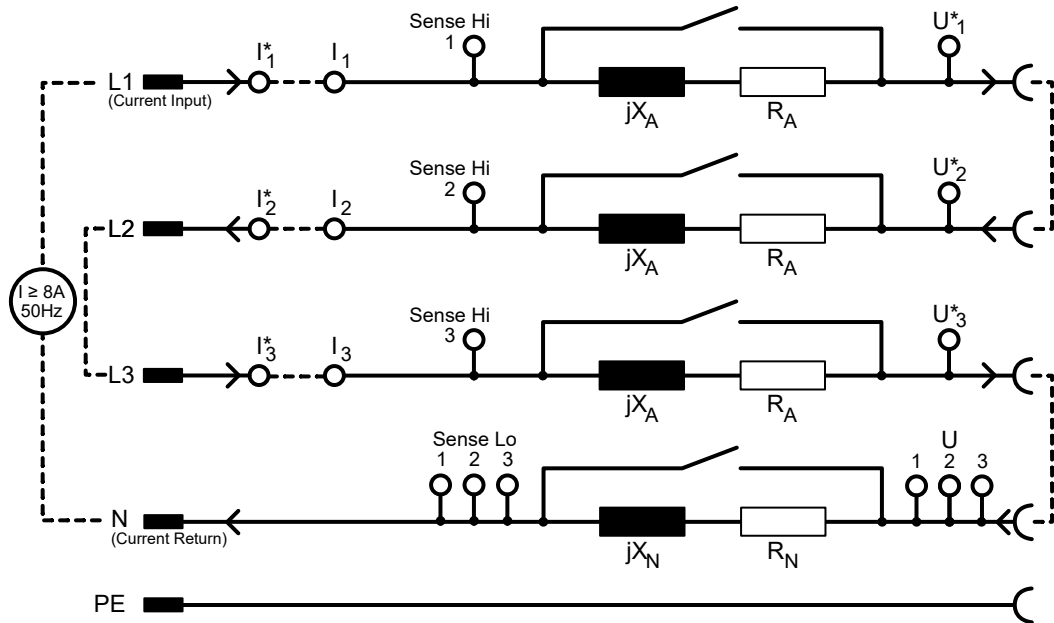 Sense Hi
1
U*1
I*1
I1
L1
(Current Input)
jXA
RA
Sense Hi
2
U*2
I*2
I2
L2
jXA
RA
I ≥ 8A
50Hz
Sense Hi
3
U*3
I*3
I3
L3
jXA
RA
Sense Lo
1 2 3
U
1 2 3
N
(Current Return)
jXN
RN
PE